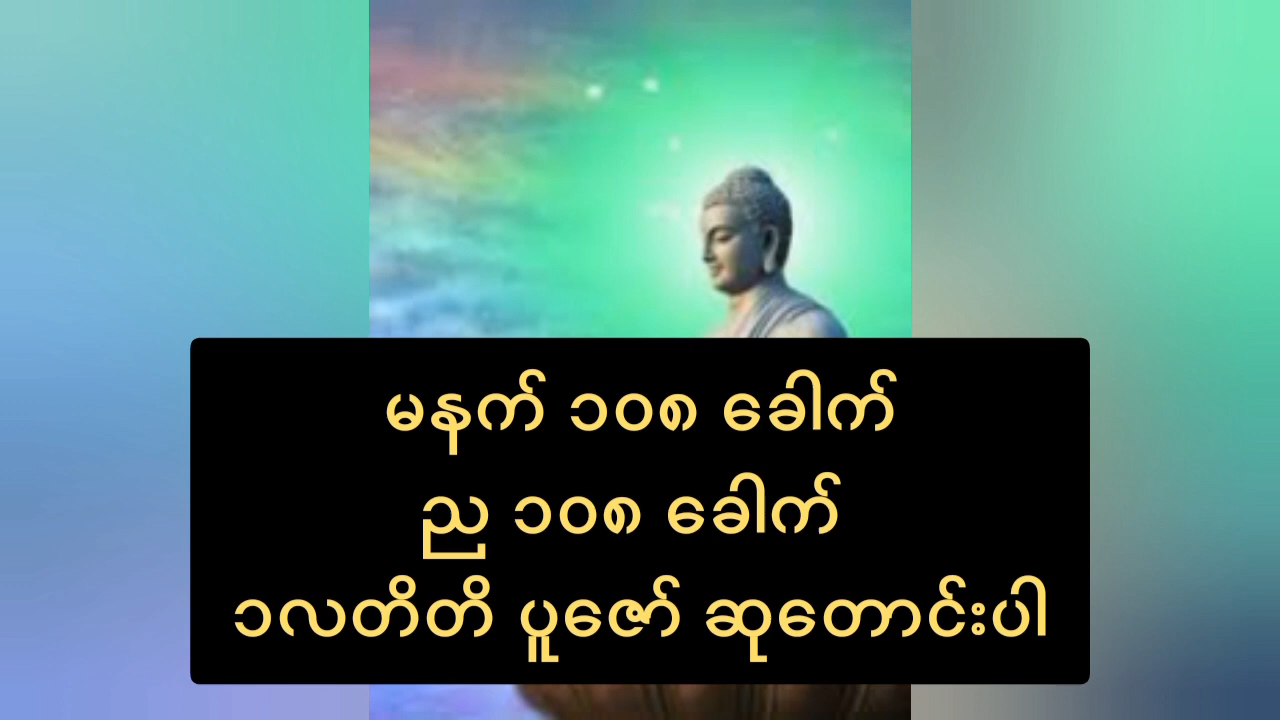 မနက် ၁၀၈ ခေါက်
ည ၁၀၈ ခေါက်
၁လတိတိ ပူဇော် ဆုတောင်းပါ